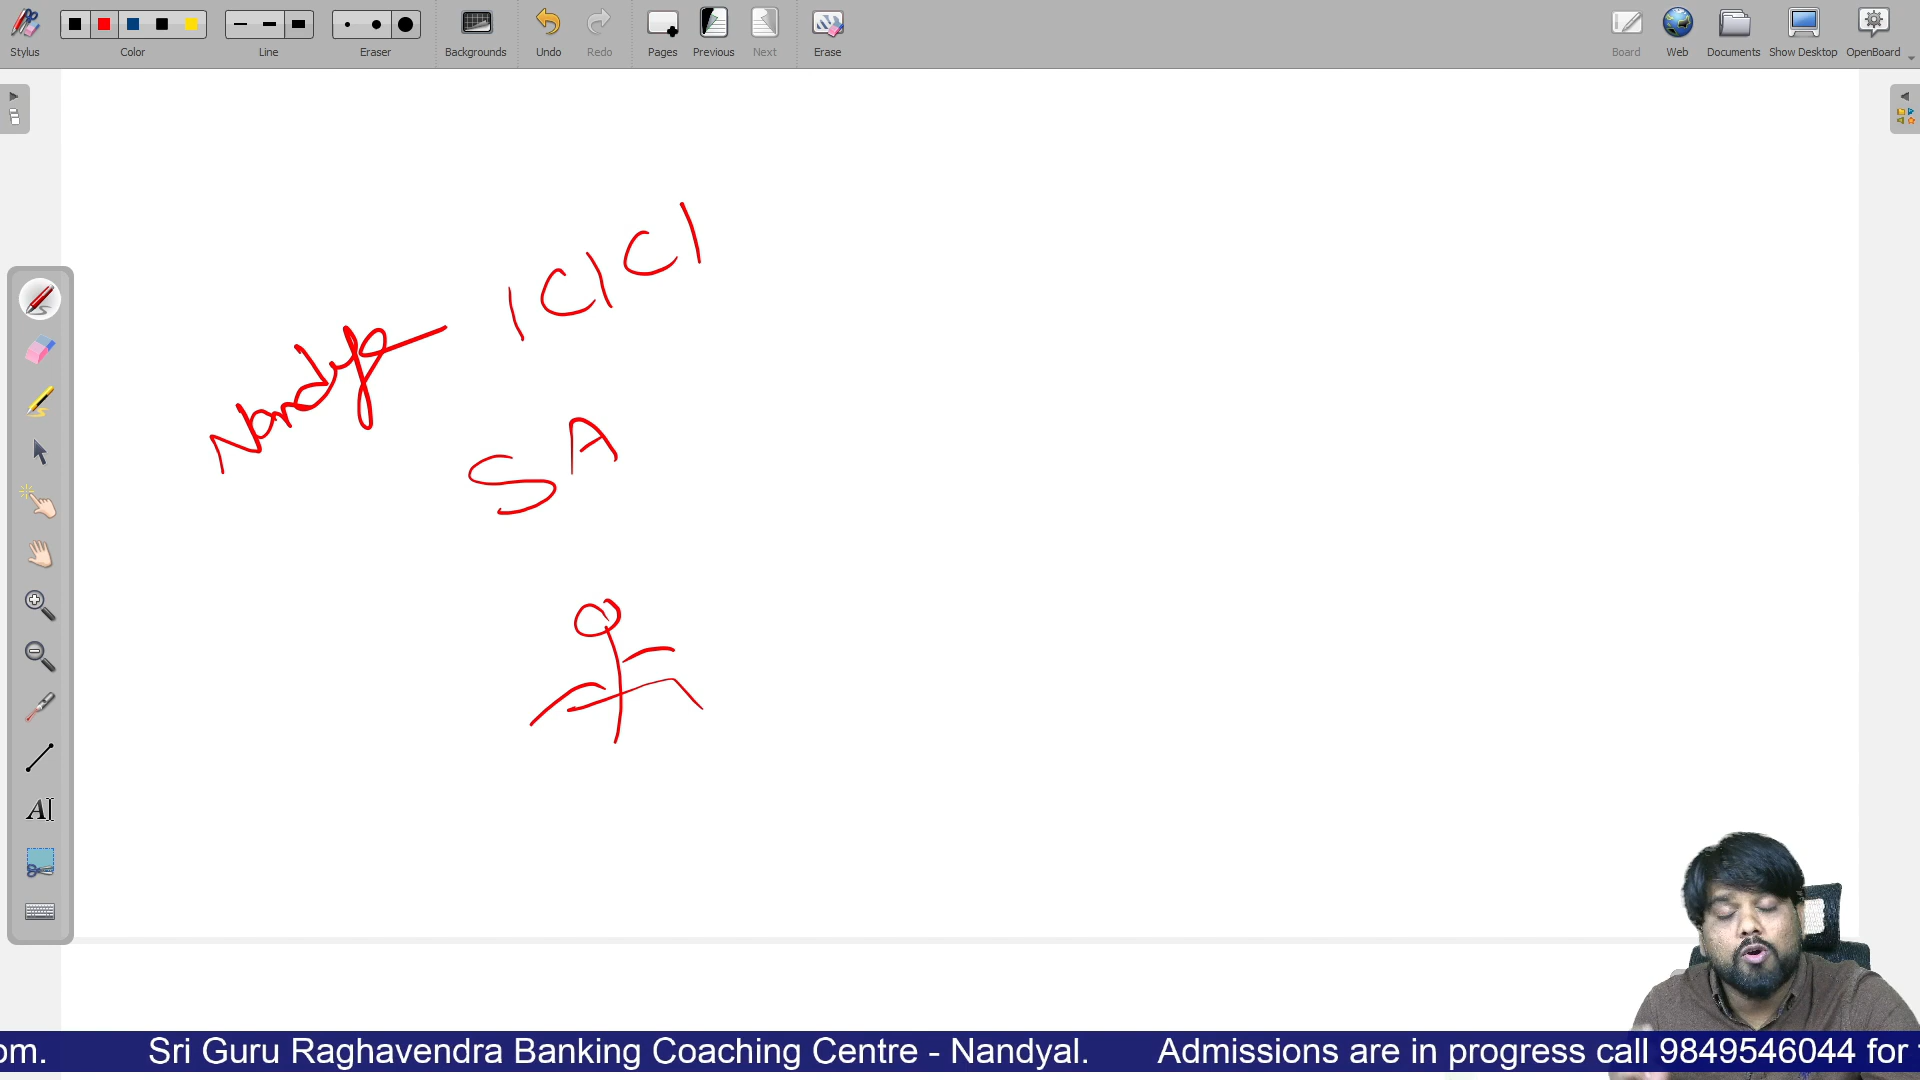 Stylus Color Line Eraser Backgrounds Undo Redo Pages Previous Next Erase Board Web Documents Show Desktop OpenBoard
ICICI
Nandyal
SA
om. Sri Guru Raghavendra Banking Coaching Centre - Nandyal. Admissions are in progress call 9849546044 for